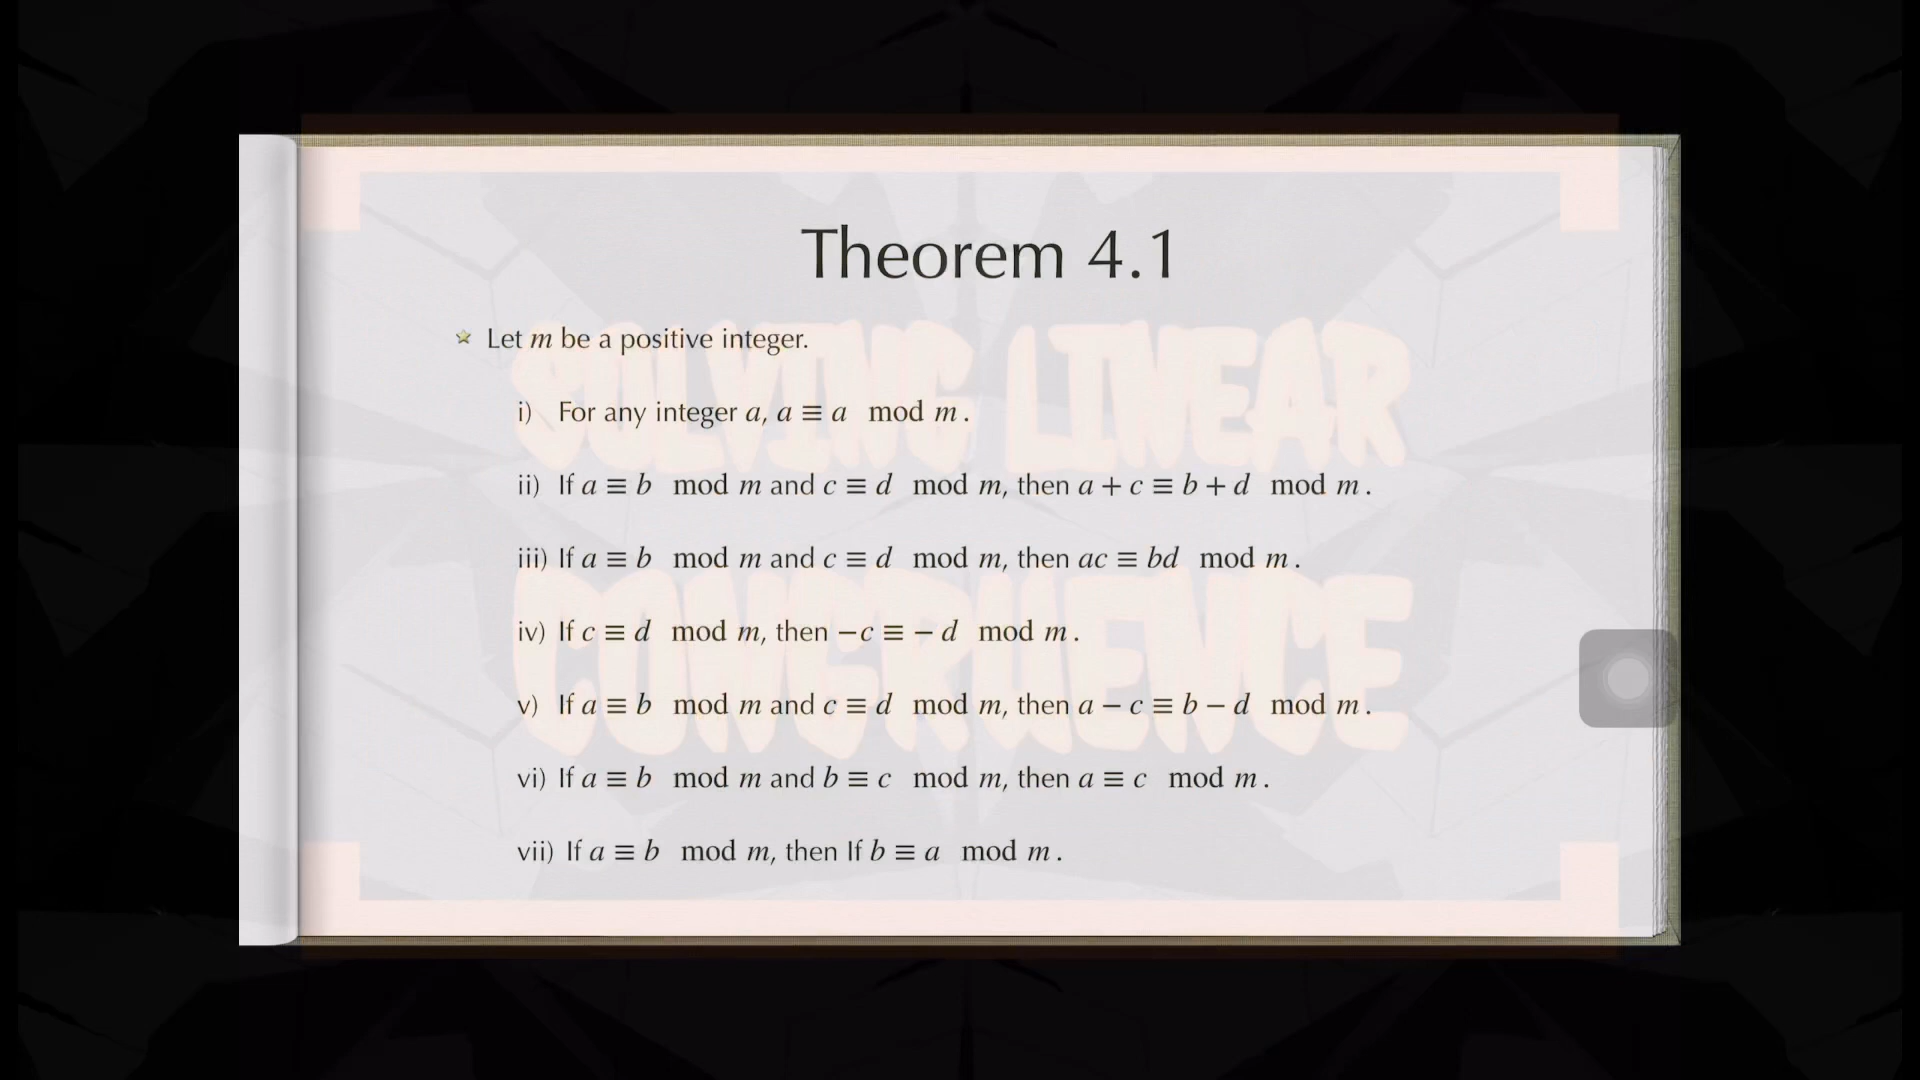 Theorem 4.1
Let m be a positive integer.
i) For any integer a, a ≡ a mod m.
ii) If a ≡ b mod m and c ≡ d mod m, then a + c ≡ b + d mod m.
iii) If a ≡ b mod m and c ≡ d mod m, then ac ≡ bd mod m.
iv) If c ≡ d mod m, then −c ≡ − d mod m.
v) If a ≡ b mod m and c ≡ d mod m, then a − c ≡ b − d mod m.
vi) If a ≡ b mod m and b ≡ c mod m, then a ≡ c mod m.
vii) If a ≡ b mod m, then If b ≡ a mod m.
SOLVING LINEAR
CONGRUENCE